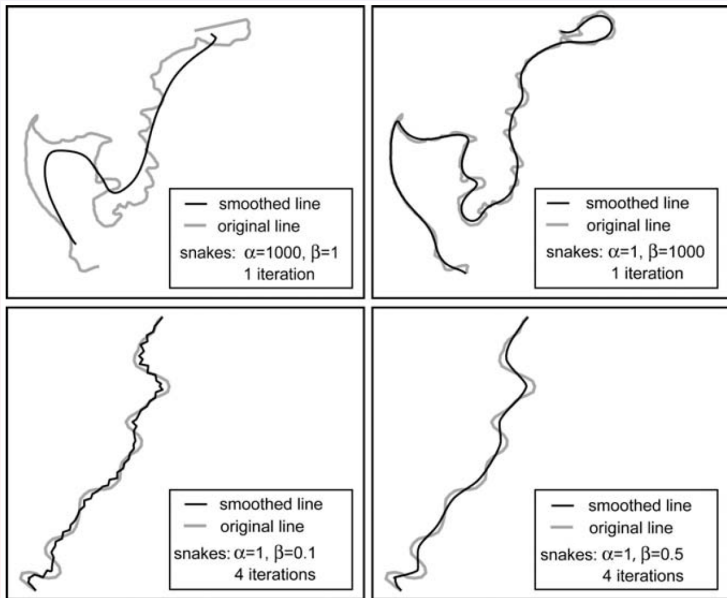 smoothed line
original line
snakes: α=1000, β=1
1 iteration
smoothed line
original line
snakes: α=1, β=1000
1 iteration
smoothed line
original line
snakes: α=1, β=0.1
4 iterations
smoothed line
original line
snakes: α=1, β=0.5
4 iterations